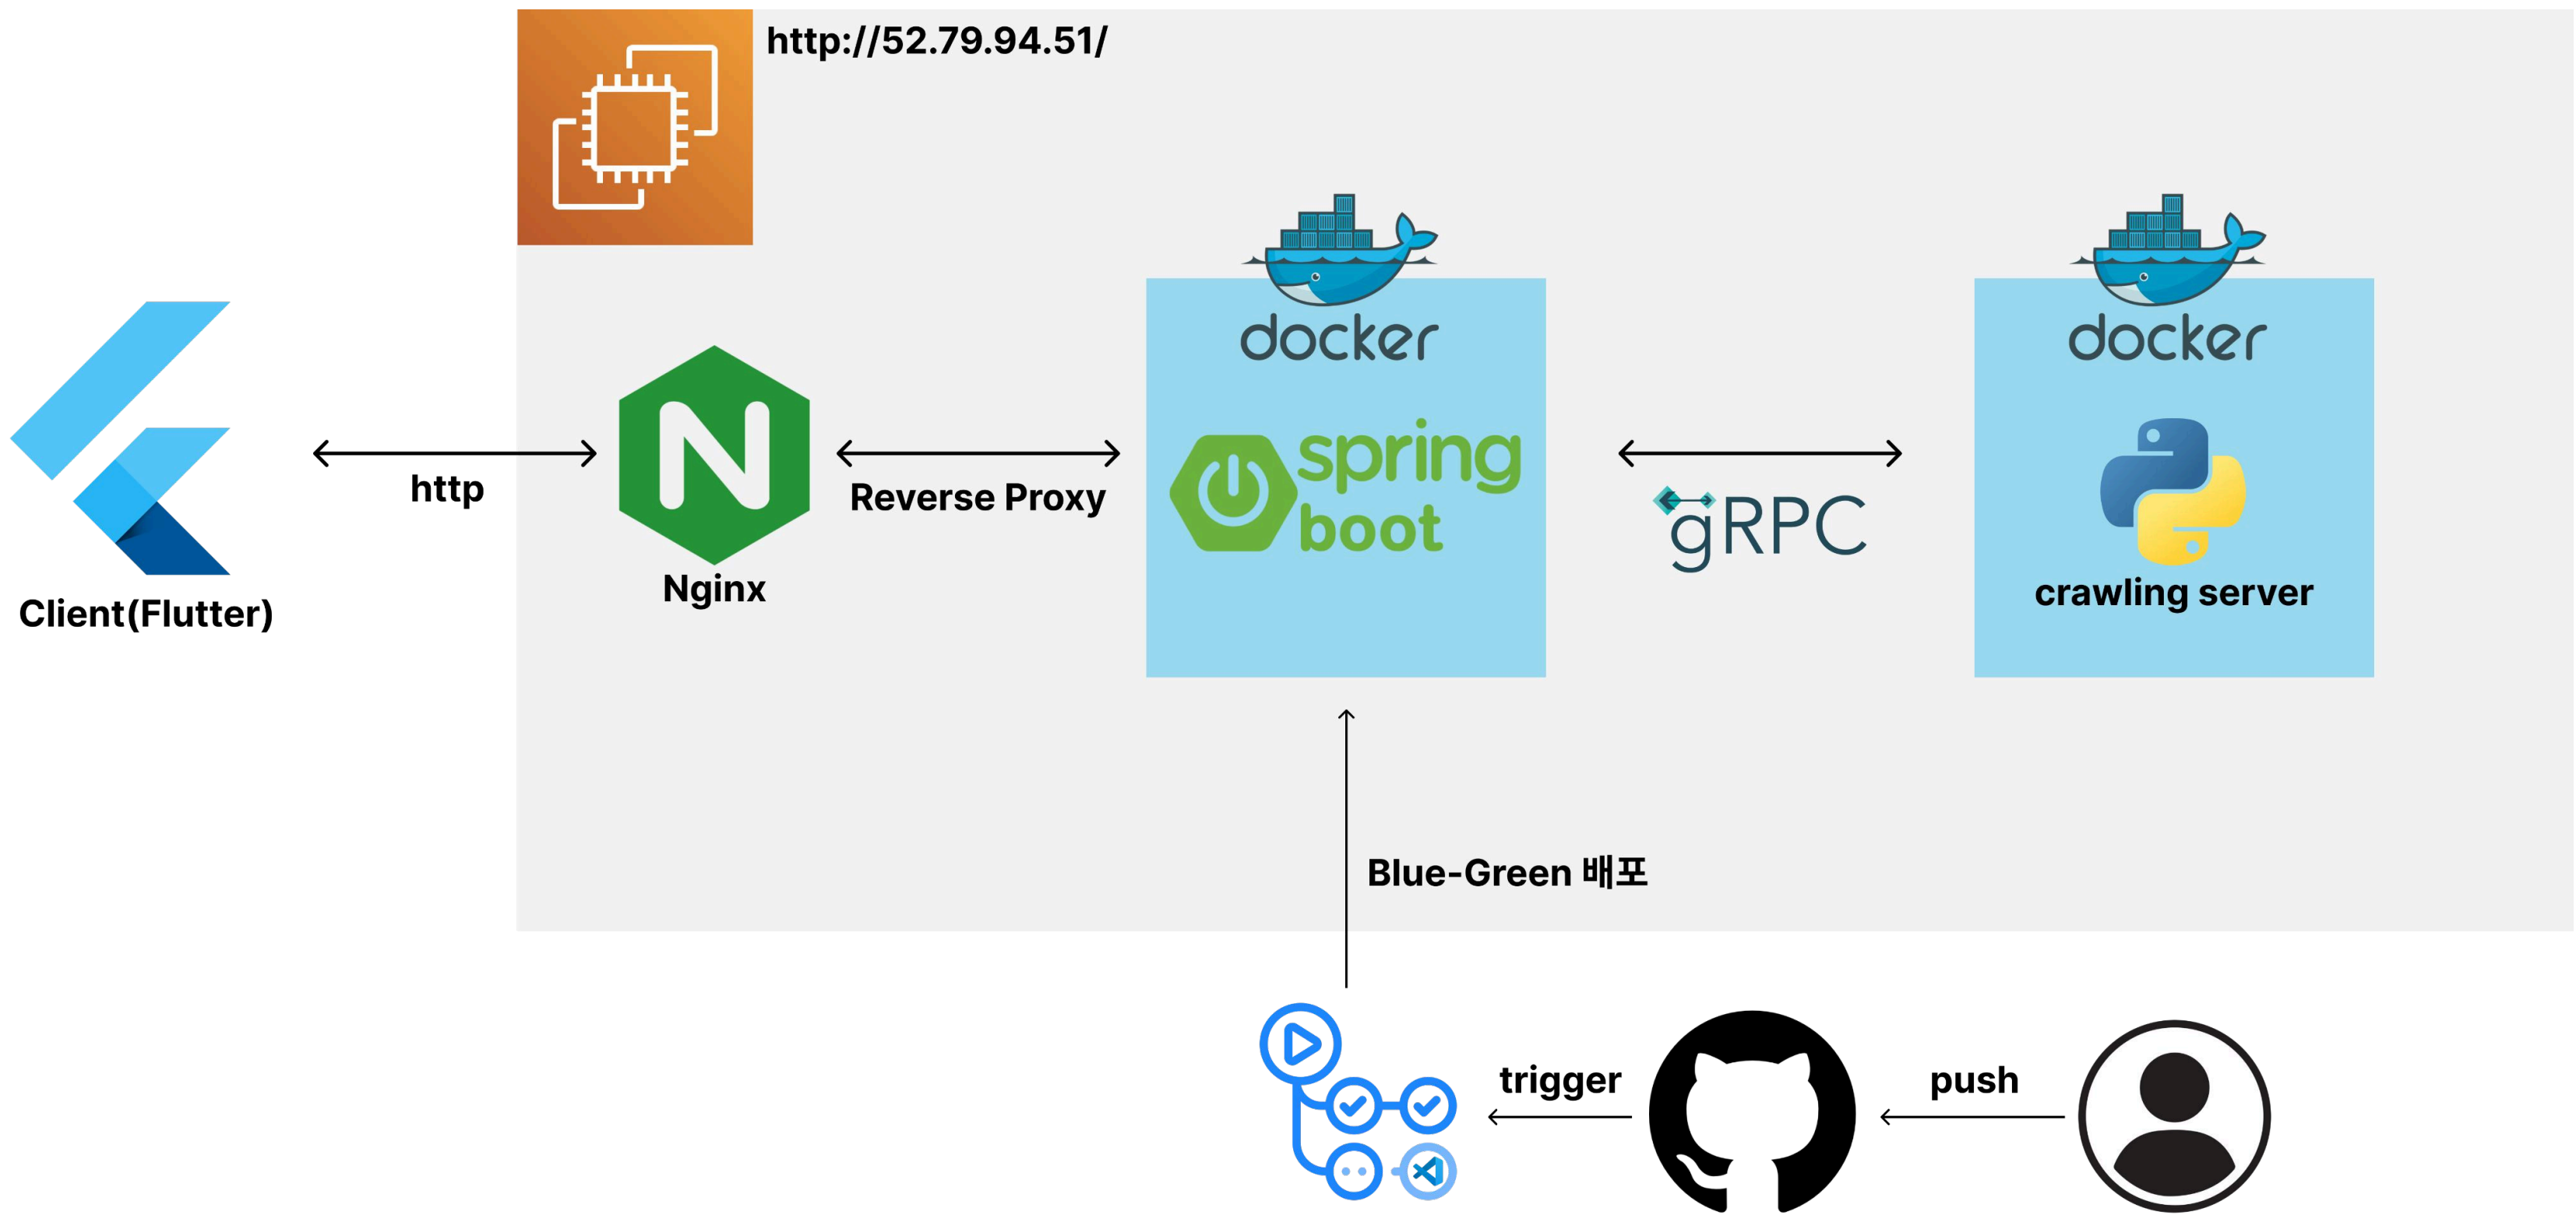 http://52.79.94.51/
docker
docker
spring
boot
http
Reverse Proxy
gRPC
Nginx
crawling server
Client(Flutter)
Blue-Green 배포
trigger
push